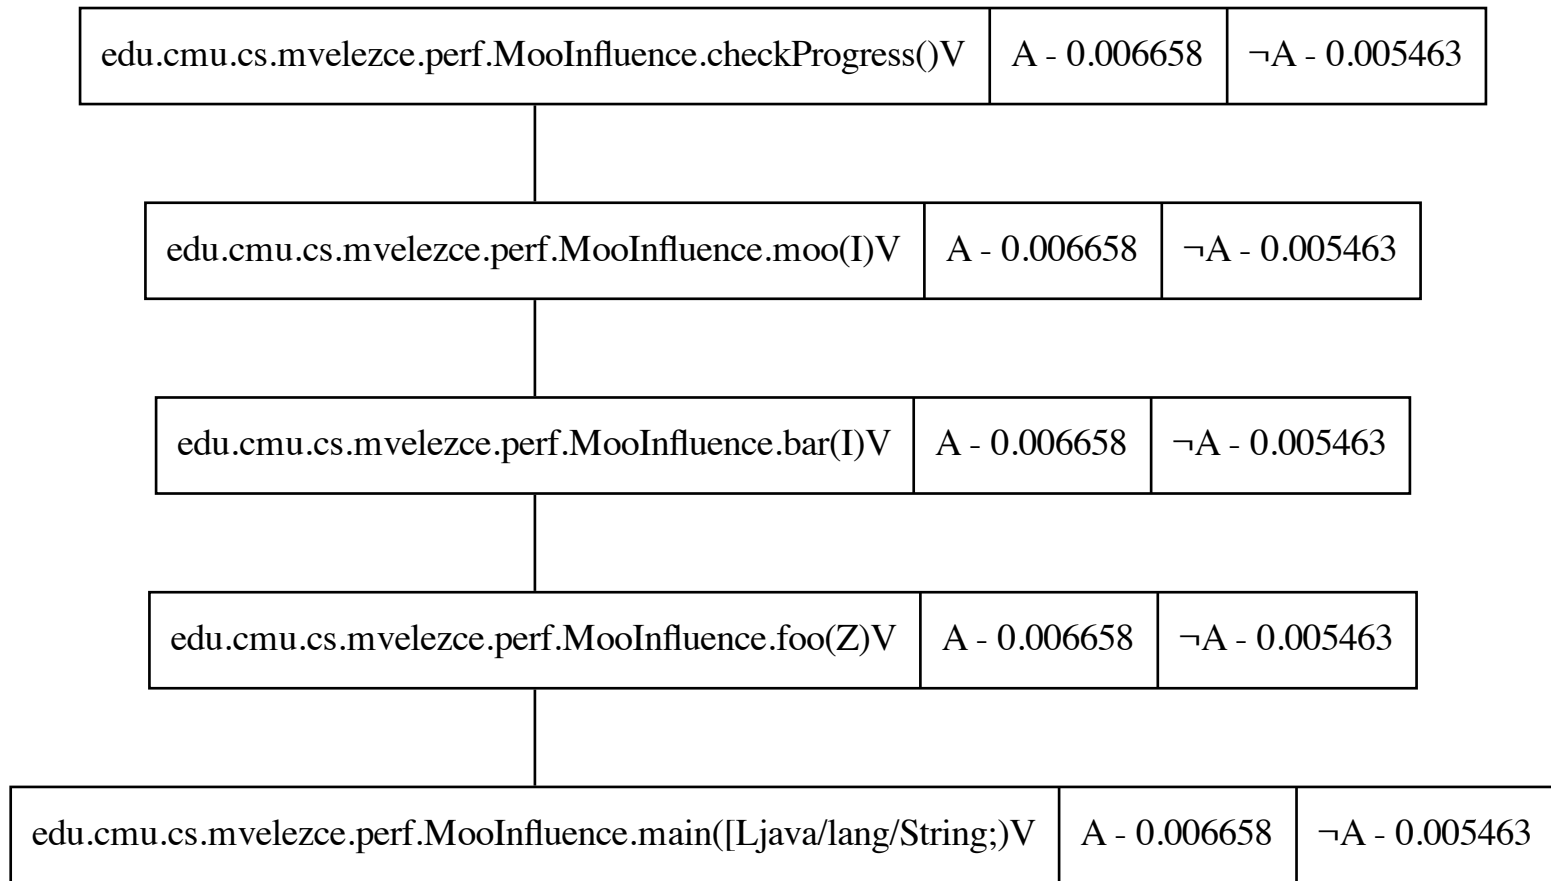 edu.cmu.cs.mvelezce.perf.MooInfluence.checkProgress()V A - 0.006658 ¬A - 0.005463
edu.cmu.cs.mvelezce.perf.MooInfluence.moo(I)V A - 0.006658 ¬A - 0.005463
edu.cmu.cs.mvelezce.perf.MooInfluence.bar(I)V A - 0.006658 ¬A - 0.005463
edu.cmu.cs.mvelezce.perf.MooInfluence.foo(Z)V A - 0.006658 ¬A - 0.005463
edu.cmu.cs.mvelezce.perf.MooInfluence.main([Ljava/lang/String;)V A - 0.006658 ¬A - 0.005463